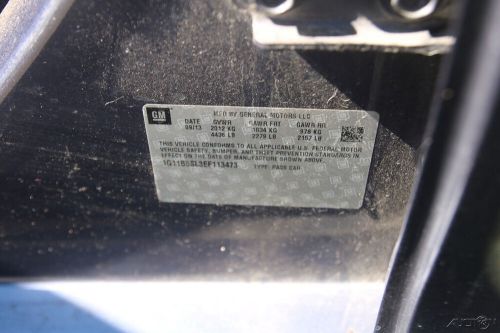 GM
MFD BY GENERAL MOTORS LLC
DATE GVWR GAWR FRT GAWR RR
09/13 2012 KG 1034 KG 978 KG
4436 LB 2279 LB 2157 LB
THIS VEHICLE CONFORMS TO ALL APPLICABLE U.S. FEDERAL MOTOR
VEHICLE SAFETY, BUMPER, AND THEFT PREVENTION STANDARDS
IN EFFECT ON THE DATE OF MANUFACTURE SHOWN ABOVE.
1G11B5SL3EF113473 TYPE: PASS CAR